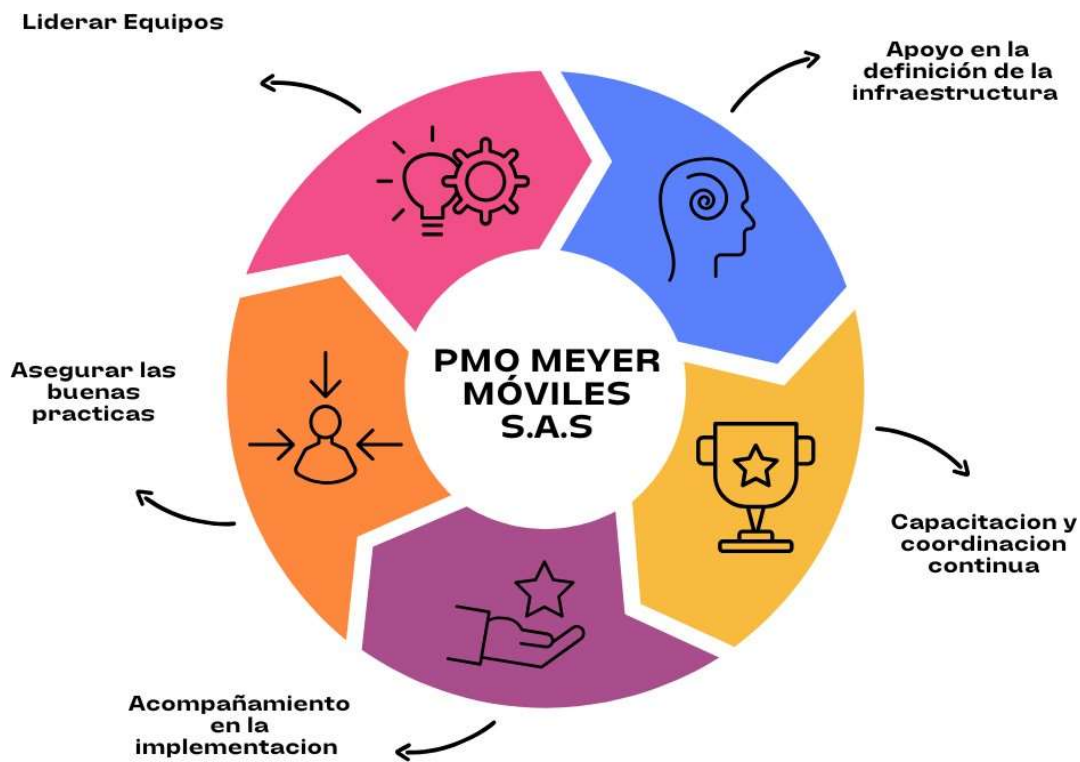 Liderar Equipos
Apoyo en la
definición de la
infraestructura
PMO MEYER
MÓVILES
S.A.S
Asegurar las
buenas
practicas
Capacitacion y
coordinacion
continua
Acompañamiento
en la
implementacion